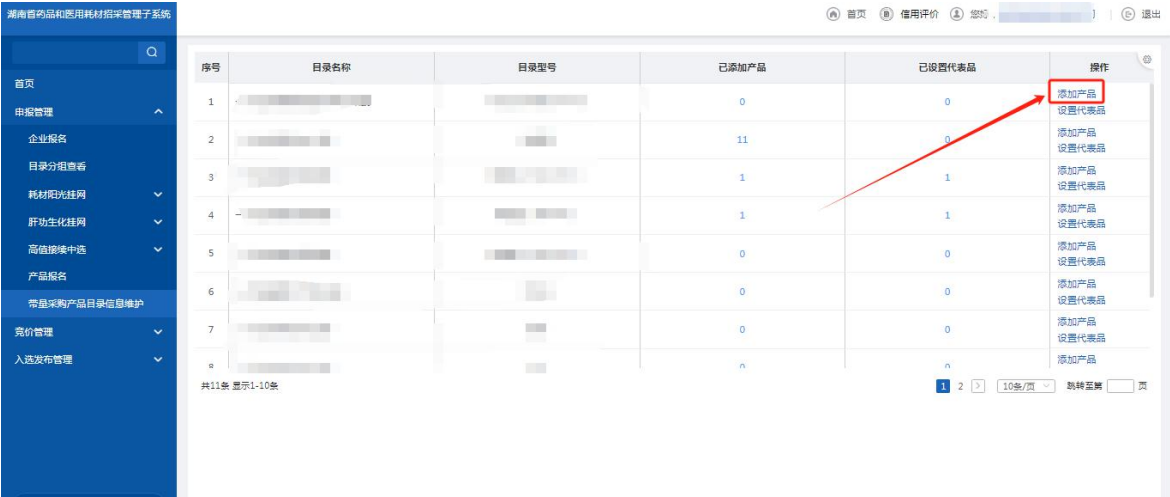 湖南省药品和医用耗材招采管理子系统
首页 信用评价 您好, 退出
首页
申报管理
企业报名
目录分组查看
耗材阳光挂网
肝功生化挂网
高值接续中选
产品报名
带量采购产品目录信息维护
竞价管理
入选发布管理
序号 目录名称 目录型号 已添加产品 已设置代表品 操作
1 0 0 添加产品
设置代表品
2 11 0 添加产品
设置代表品
3 1 1 添加产品
设置代表品
4 1 1 添加产品
设置代表品
5 0 0 添加产品
设置代表品
6 0 0 添加产品
设置代表品
7 0 0 添加产品
设置代表品
8 0 0 添加产品
共11条 显示1-10条 1 2 > 10条/页 跳转至第 页